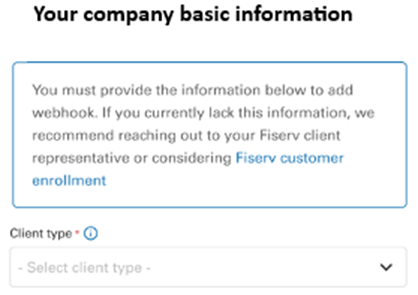 Your company basic information
You must provide the information below to add
webhook. If you currently lack this information, we
recommend reaching out to your Fiserv client
representative or considering Fiserv customer
enrollment
Client type *
- Select client type -